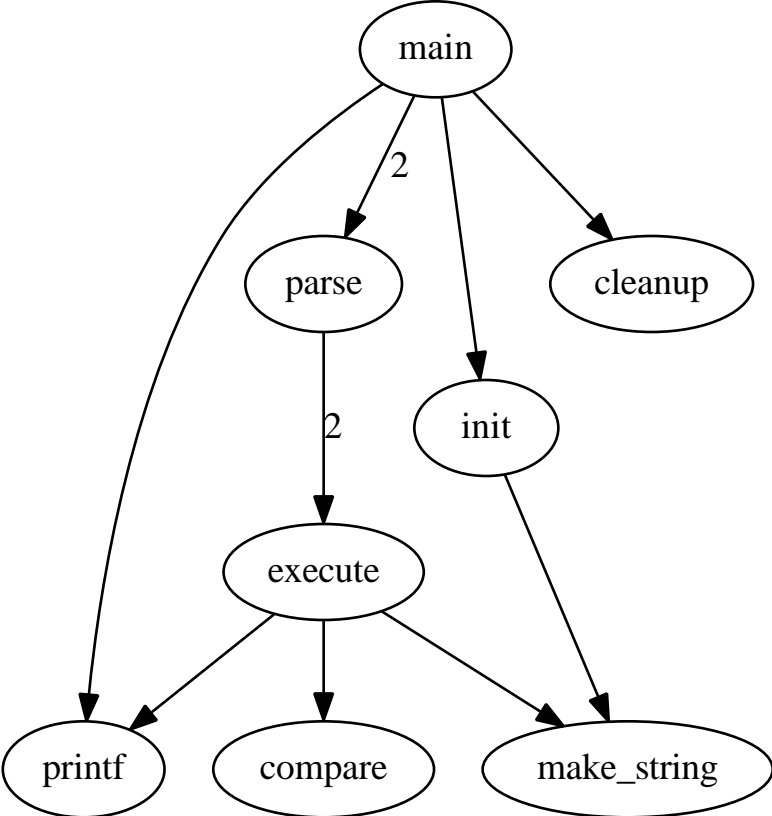 main
2
parse
cleanup
2
init
execute
printf
compare
make_string